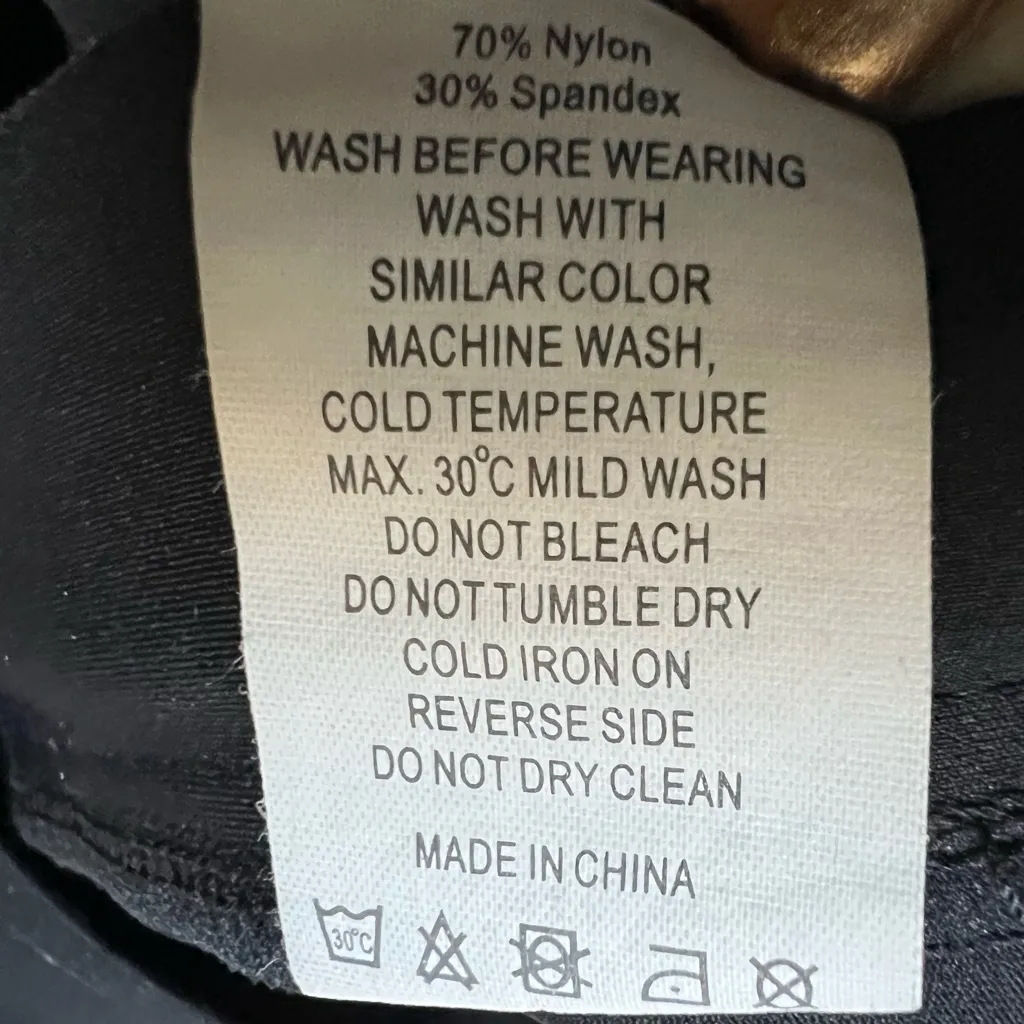 70% Nylon
30% Spandex
WASH BEFORE WEARING
WASH WITH
SIMILAR COLOR
MACHINE WASH,
COLD TEMPERATURE
MAX. 30°C MILD WASH
DO NOT BLEACH
DO NOT TUMBLE DRY
COLD IRON ON
REVERSE SIDE
DO NOT DRY CLEAN
MADE IN CHINA
30°C